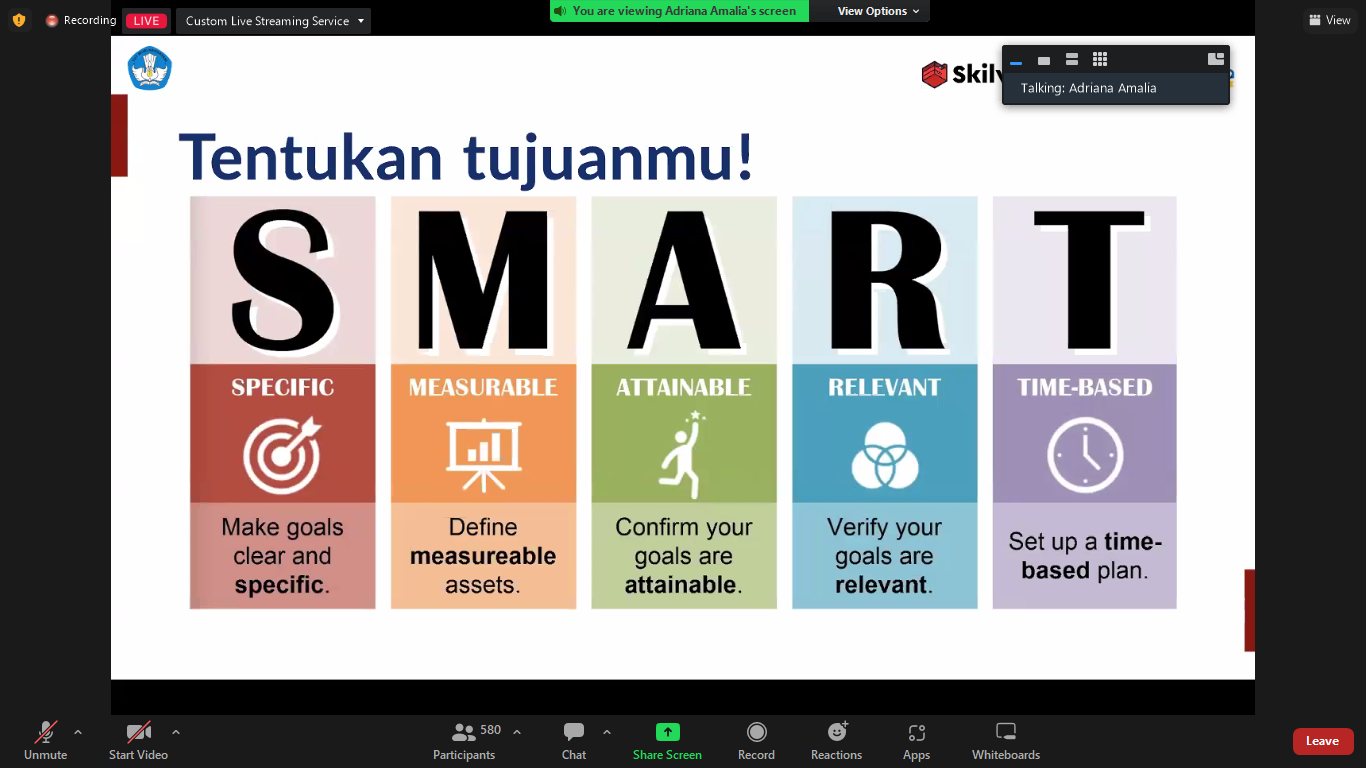 Recording
LIVE
Custom Live Streaming Service
You are viewing Adriana Amalia's screen
View Options
View
Talking: Adriana Amalia
Tentukan tujuanmu!
S M A R T
SPECIFIC
Make goals
clear and
specific.
MEASURABLE
Define
measureable
assets.
ATTAINABLE
Confirm your
goals are
attainable.
RELEVANT
Verify your
goals are
relevant.
TIME-BASED
Set up a time-
based plan.
Unmute
Start Video
580
Participants
Chat
Share Screen
Record
Reactions
Apps
Whiteboards
Leave